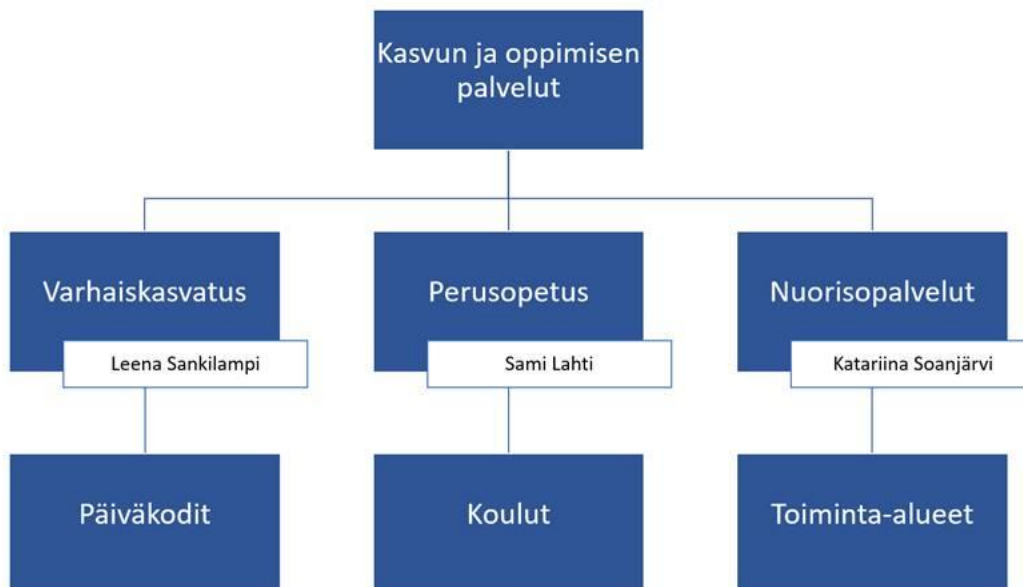 Kasvun ja oppimisen
palvelut
Varhaiskasvatus
Leena Sankilampi
Perusopetus
Sami Lahti
Nuorisopalvelut
Katariina Soanjärvi
Päiväkodit
Koulut
Toiminta-alueet